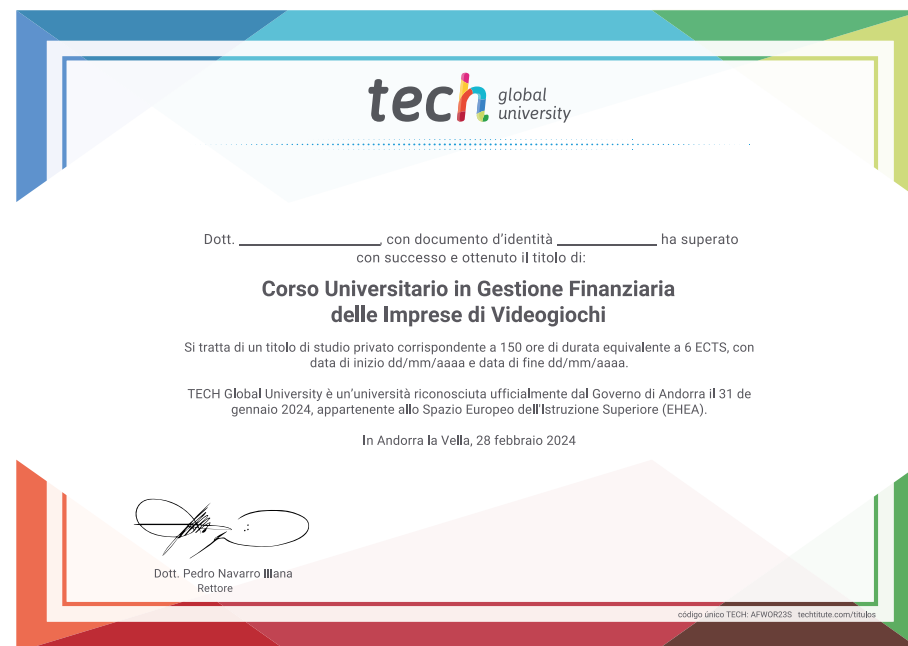 tech global university
Dott. ____________, con documento d'identità ____________ ha superato
con successo e ottenuto il titolo di:
Corso Universitario in Gestione Finanziaria
delle Imprese di Videogiochi
Si tratta di un titolo di studio privato corrispondente a 150 ore di durata equivalente a 6 ECTS, con
data di inizio dd/mm/aaaa e data di fine dd/mm/aaaa.
TECH Global University è un'università riconosciuta ufficialmente dal Governo di Andorra il 31 de
gennaio 2024, appartenente allo Spazio Europeo dell'Istruzione Superiore (EHEA).
In Andorra la Vella, 28 febbraio 2024
Dott. Pedro Navarro Illana
Rettore
código único TECH: AFWOR23S techtitute.com/titulos